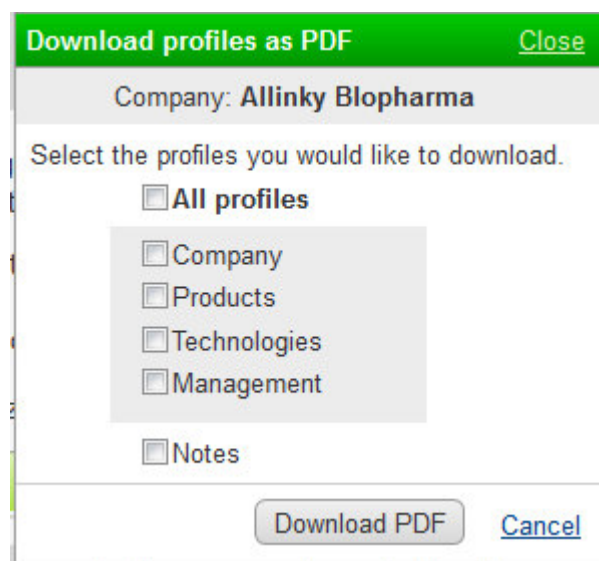 Download profiles as PDF Close
Company: Allinky Blopharma
Select the profiles you would like to download.
All profiles
Company
Products
Technologies
Management
Notes
Download PDF Cancel